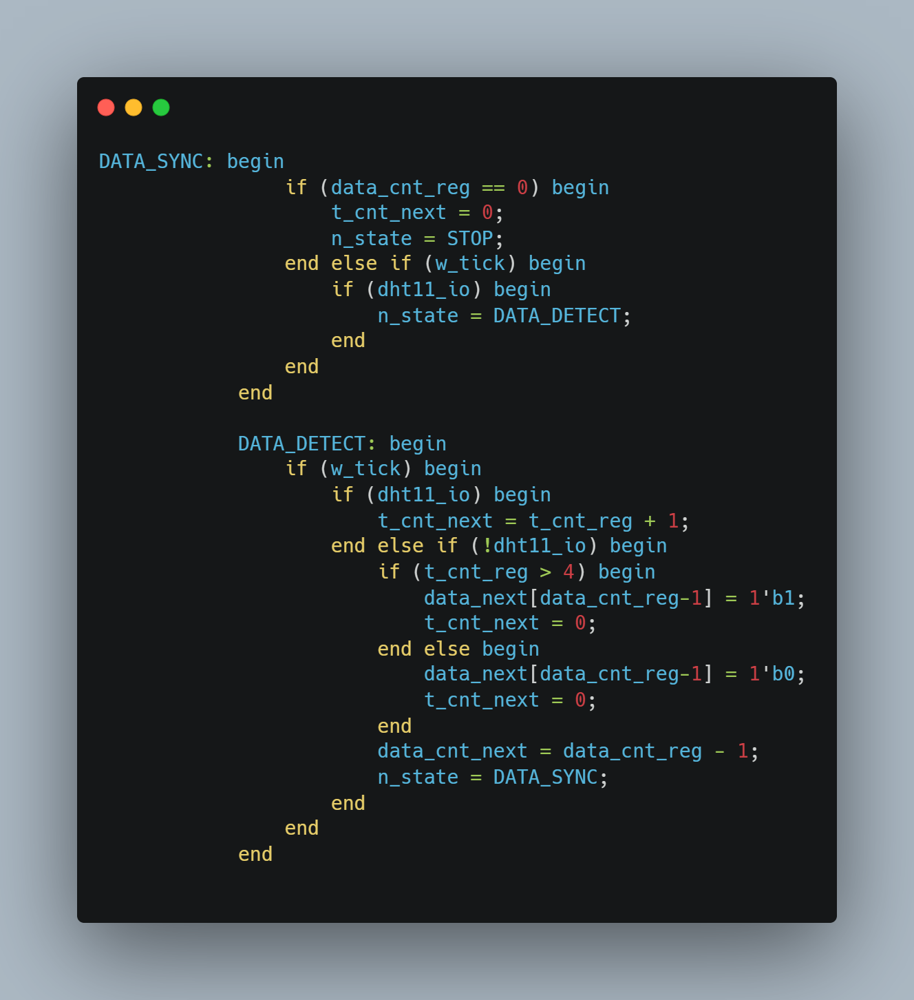 DATA_SYNC: begin
                if (data_cnt_reg == 0) begin
                    t_cnt_next = 0;
                    n_state = STOP;
                end else if (w_tick) begin
                    if (dht11_io) begin
                        n_state = DATA_DETECT;
                    end
                end
            end

            DATA_DETECT: begin
                if (w_tick) begin
                    if (dht11_io) begin
                        t_cnt_next = t_cnt_reg + 1;
                    end else if (!dht11_io) begin
                        if (t_cnt_reg > 4) begin
                            data_next[data_cnt_reg-1] = 1'b1;
                            t_cnt_next = 0;
                        end else begin
                            data_next[data_cnt_reg-1] = 1'b0;
                            t_cnt_next = 0;
                        end
                        data_cnt_next = data_cnt_reg - 1;
                        n_state = DATA_SYNC;
                    end
                end
            end